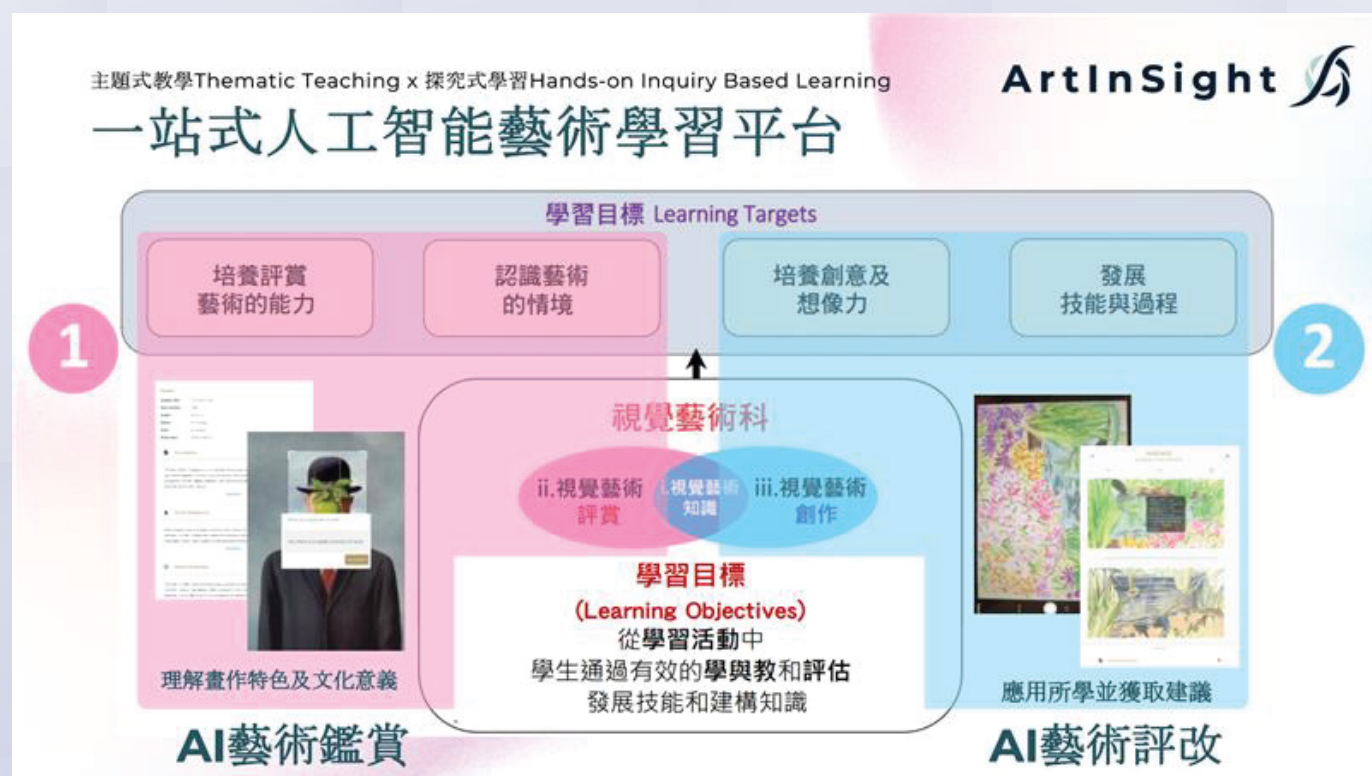 主題式教學Thematic Teaching x 探究式學習Hands-on Inquiry Based Learning
ArtInSight
一站式人工智能藝術學習平台
學習目標 Learning Targets
培養評賞
藝術的能力
認識藝術
的情境
培養創意及
想像力
發展
技能與過程
1
2
視覺藝術科
ii.視覺藝術
評賞
i.視覺藝術
知識
iii.視覺藝術
創作
學習目標
(Learning Objectives)
從學習活動中
學生通過有效的學與教和評估
發展技能和建構知識
理解畫作特色及文化意義
AI藝術鑑賞
應用所學並獲取建議
AI藝術評改